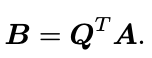 B = Q^T A.